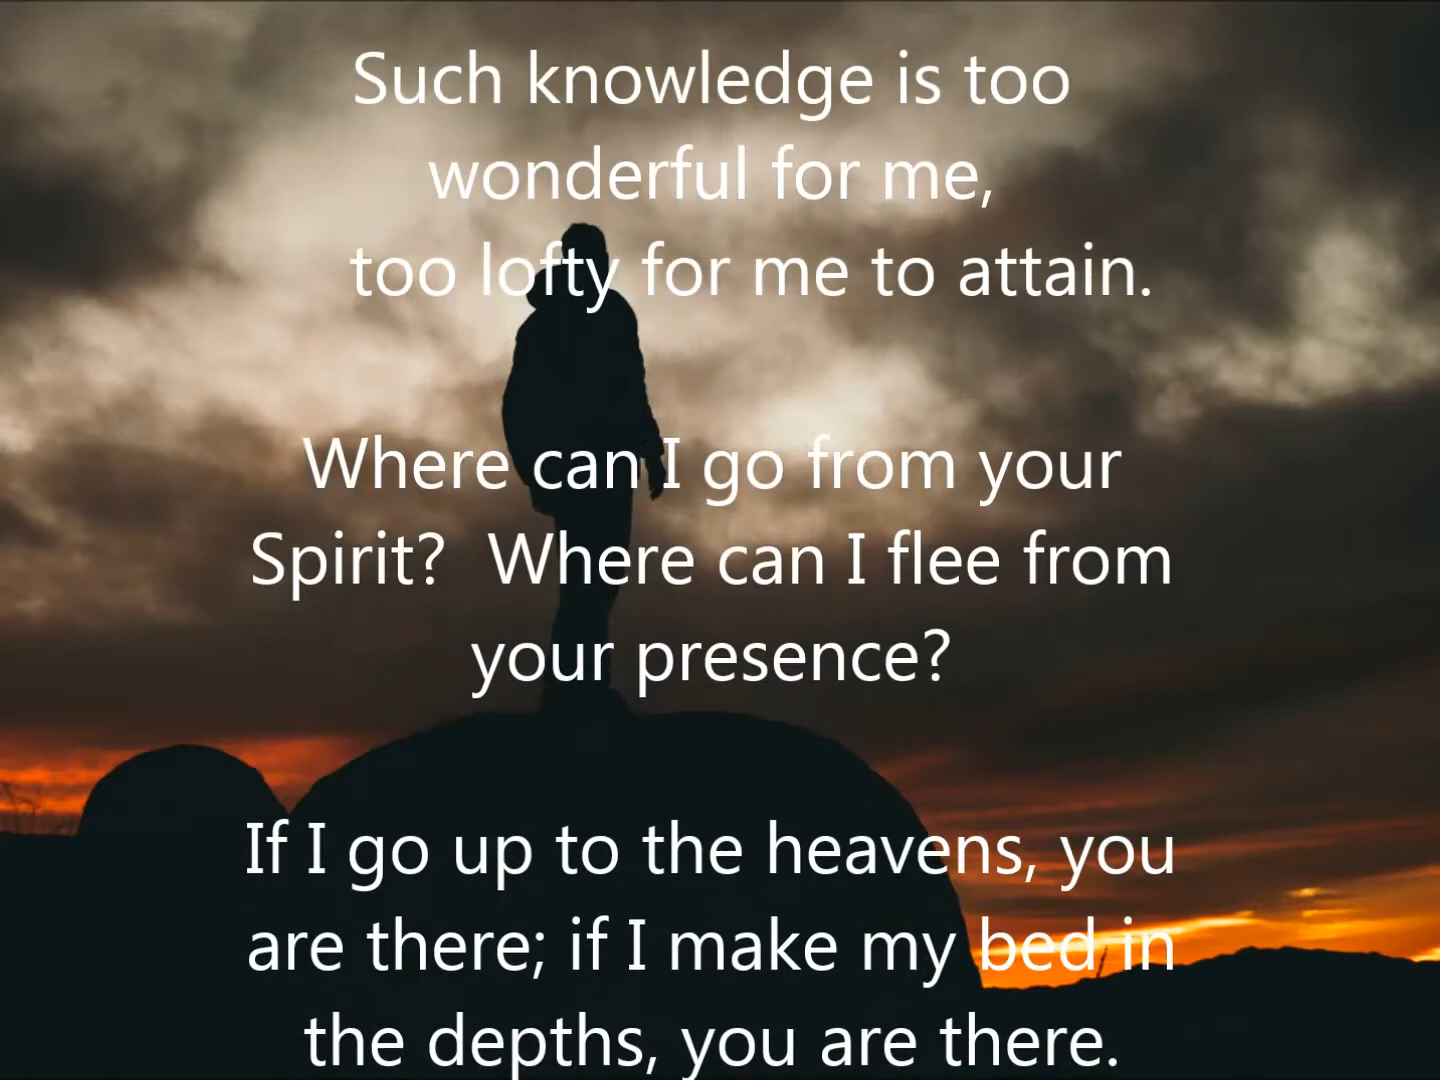 Such knowledge is too
wonderful for me,
too lofty for me to attain.
Where can I go from your
Spirit?  Where can I flee from
your presence?
If I go up to the heavens, you
are there; if I make my bed in
the depths, you are there.